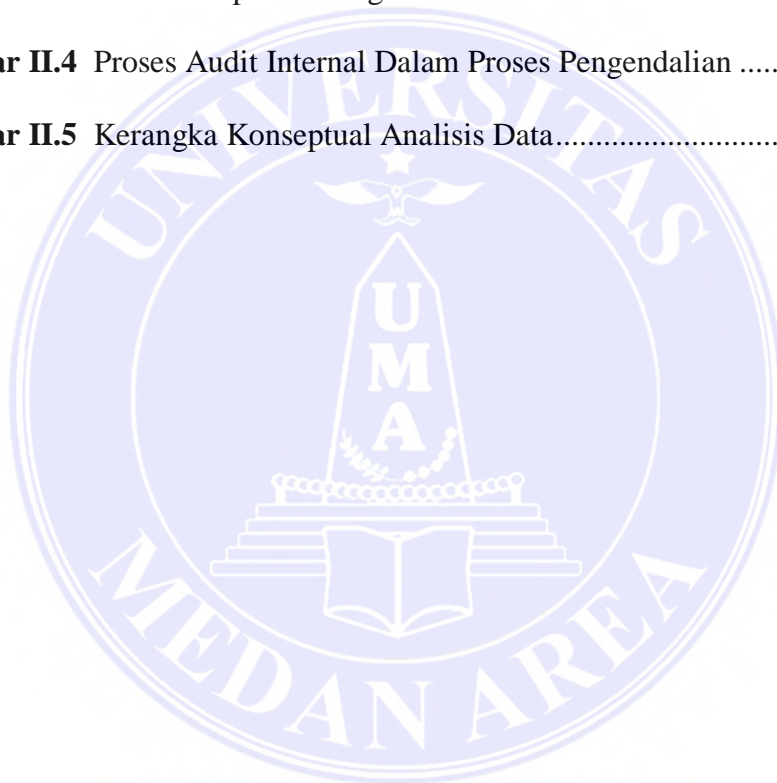 ar II.4 Proses Audit Internal Dalam Proses Pengendalian .....
ar II.5 Kerangka Konseptual Analisis Data............................
UNIVERSITAS
UMA
MEDAN AREA